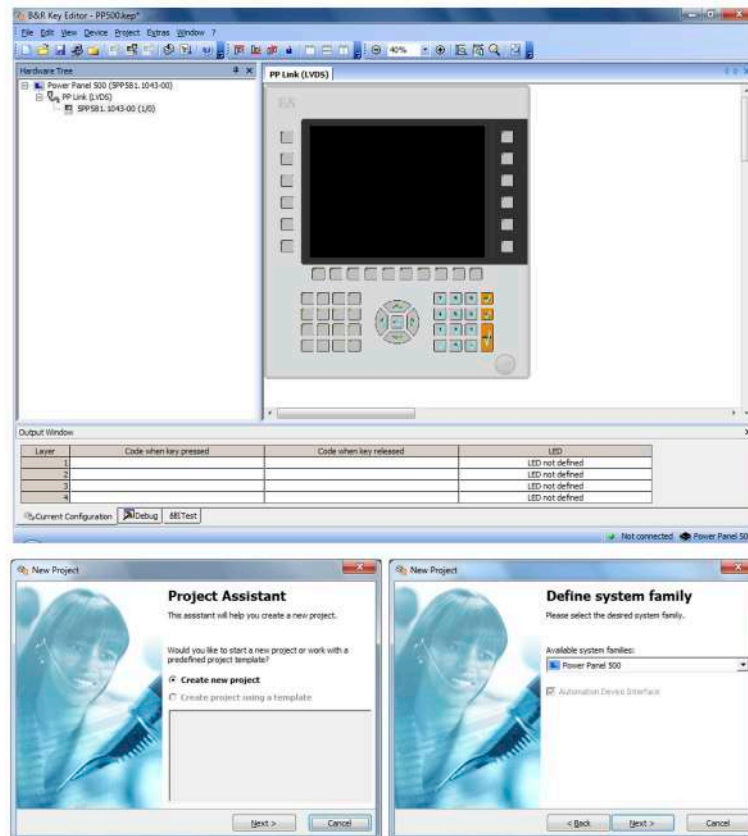 B&R Key Editor - PP500.kep*
File Edit View Device Project Extras Window ?
40%
Hardware Tree
PP Link (LVDS)
Power Panel 500 (5PP581.1043-00)
PP Link (LVDS)
5PP581.1043-00 (1/0)
Output Window
Layer Code when key pressed Code when key released LED
1 LED not defined
2 LED not defined
3 LED not defined
4 LED not defined
Current Configuration Debug Test
Not connected Power Panel 50
New Project
Project Assistant
This assistant will help you create a new project.
Would you like to start a new project or work with a
predefined project template?
Create new project
Create project using a template
Next > Cancel
New Project
Define system family
Please select the desired system family.
Available system families:
Power Panel 500
Automation Device Interface
< Back Next > Cancel